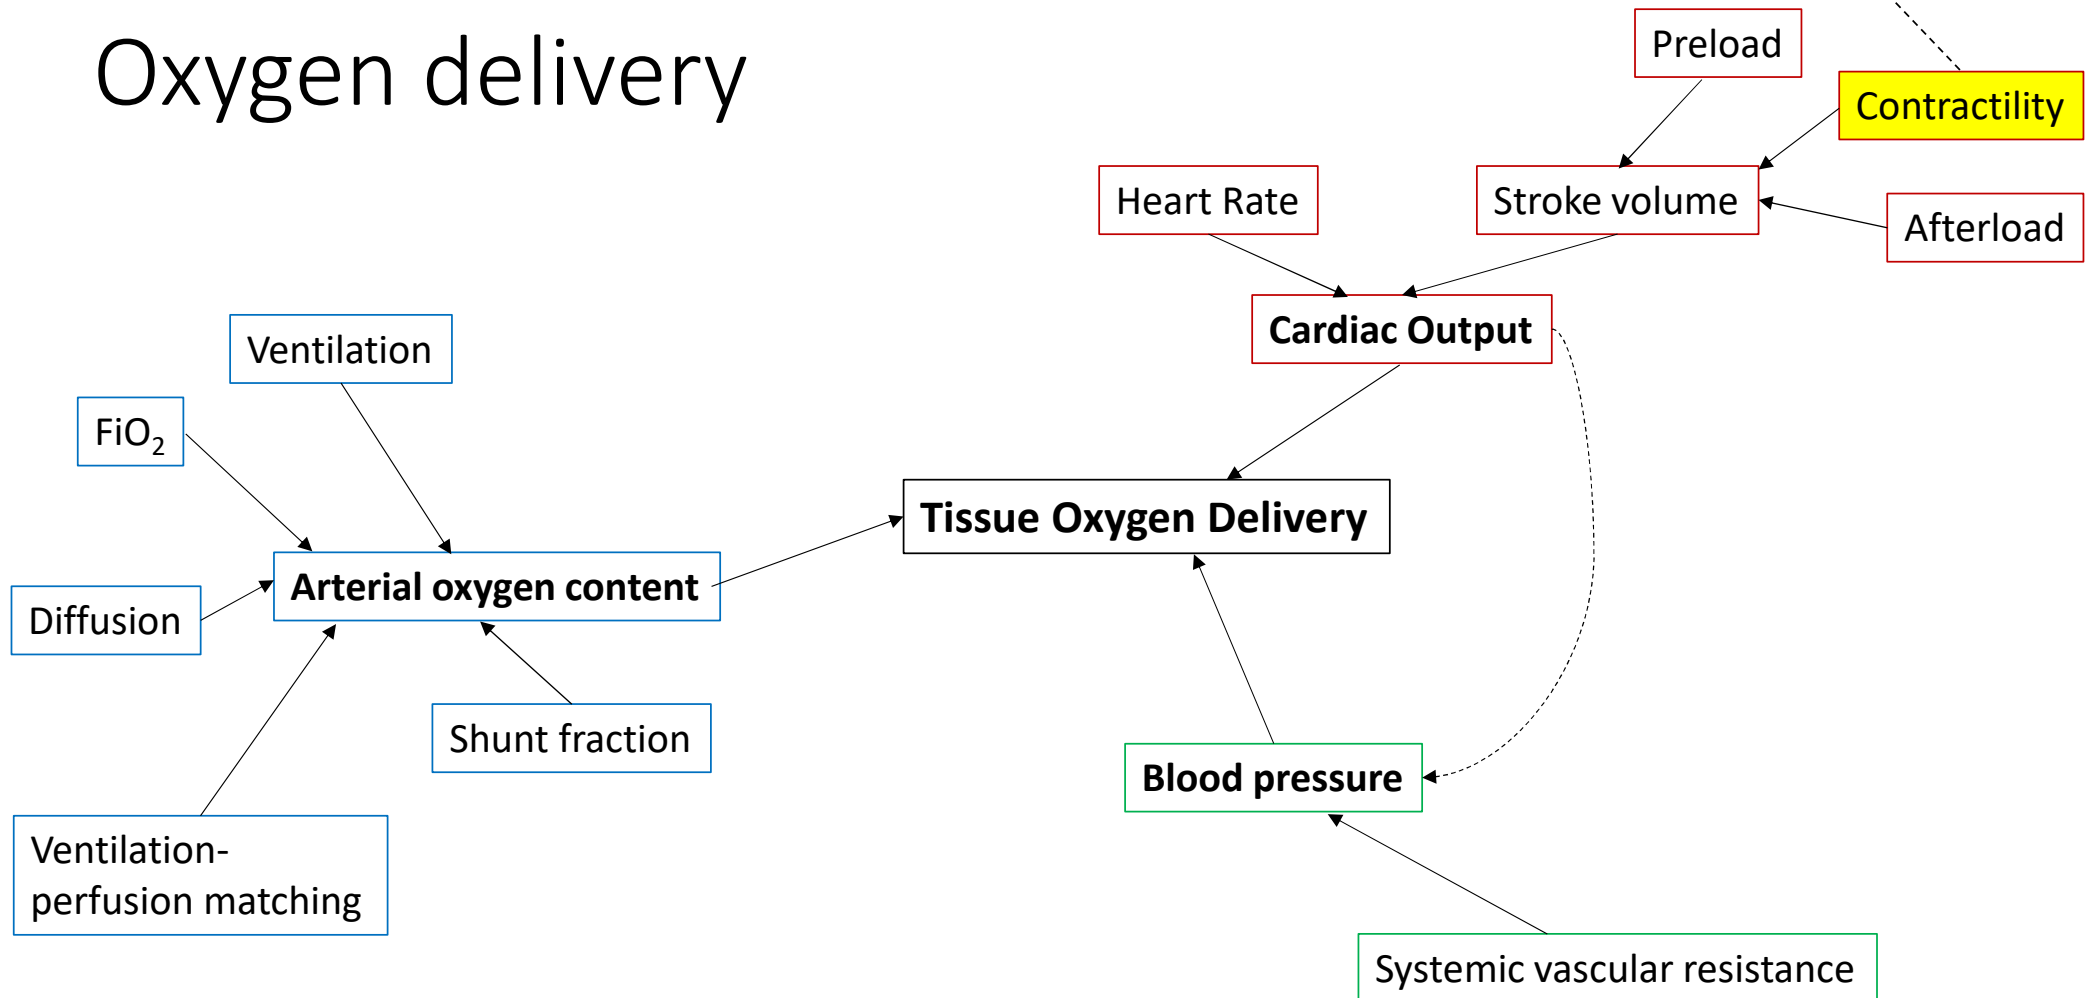 Oxygen delivery
Preload
Contractility
Heart Rate
Stroke volume
Afterload
Cardiac Output
Ventilation
FiO₂
Tissue Oxygen Delivery
Arterial oxygen content
Diffusion
Shunt fraction
Blood pressure
Ventilation-
perfusion matching
Systemic vascular resistance